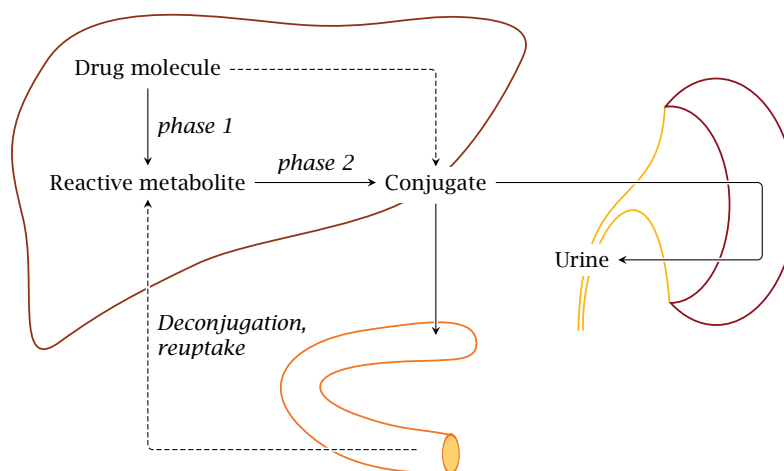 Drug molecule
phase 1
phase 2
Reactive metabolite
Conjugate
Urine
Deconjugation,
reuptake